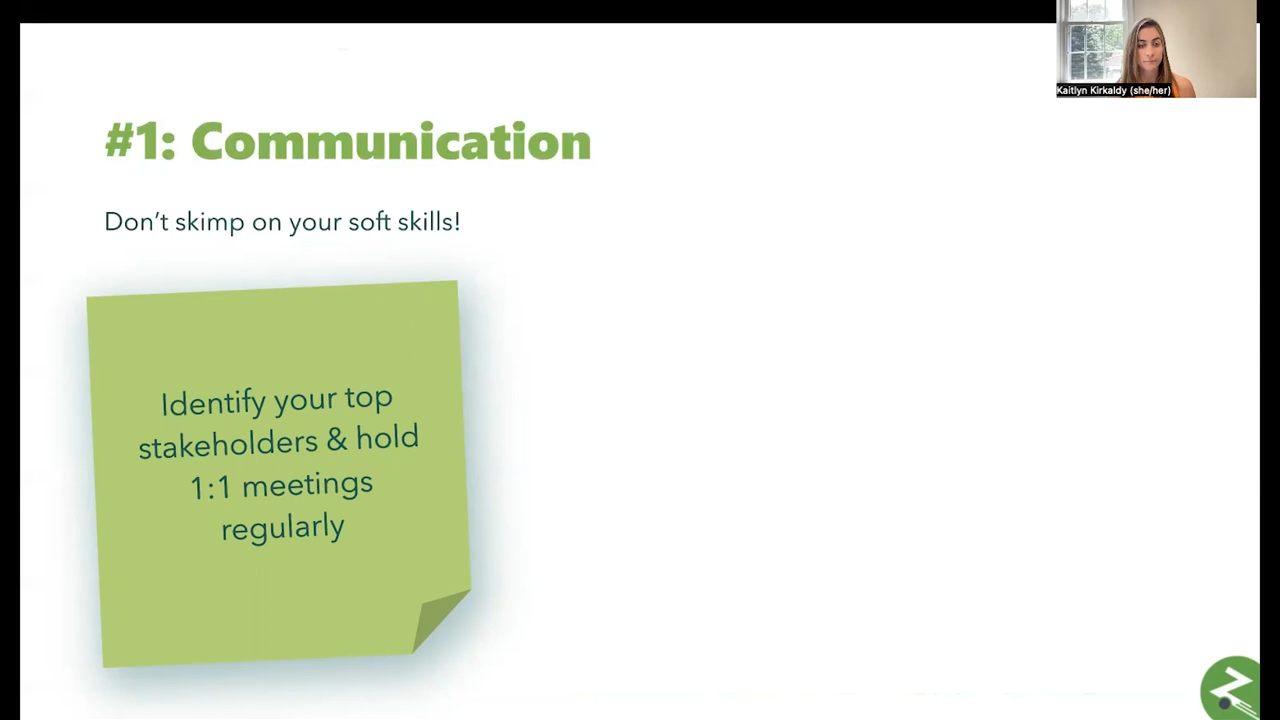 Kaitlyn Kirkaldy (she/her)
#1: Communication
Don’t skimp on your soft skills!
Identify your top
stakeholders & hold
1:1 meetings
regularly